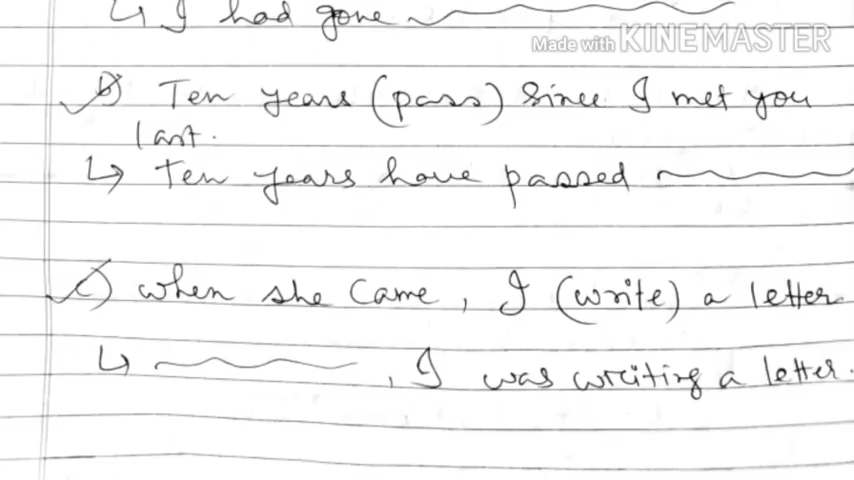 ↳ I had gone
Made with KINEMASTER
b) Ten years (pass) since I met you
last.
↳ Ten years have passed
c) when she came, I (write) a letter
↳ , I was writing a letter.